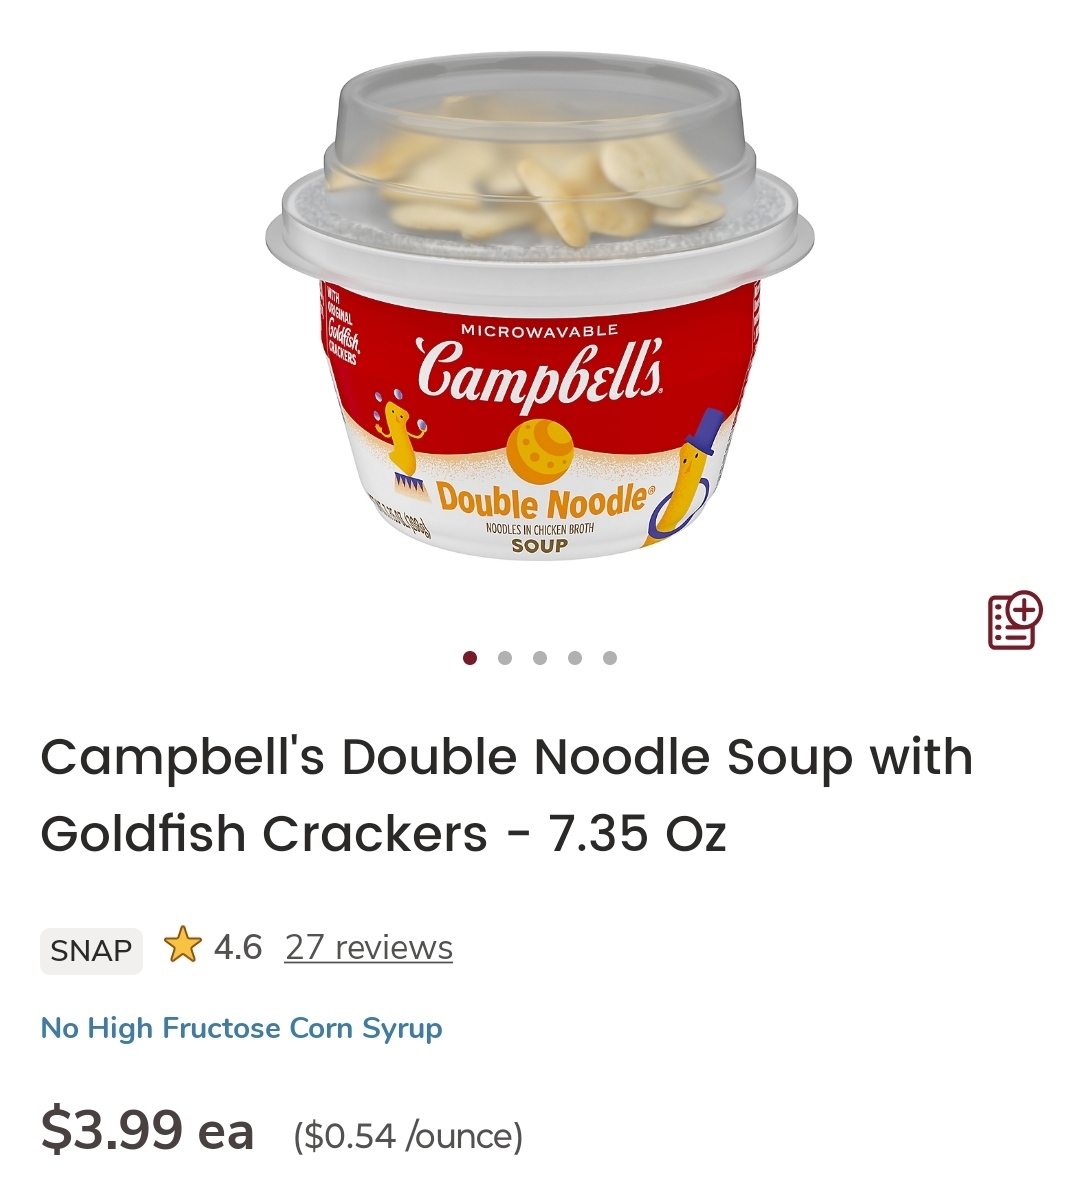 WITH
ORIGINAL
Goldfish
CRACKERS
MICROWAVABLE
Campbell's
Double Noodle®
NOODLES IN CHICKEN BROTH
SOUP
Campbell's Double Noodle Soup with
Goldfish Crackers - 7.35 Oz
SNAP 4.6 27 reviews
No High Fructose Corn Syrup
$3.99 ea ($0.54 /ounce)